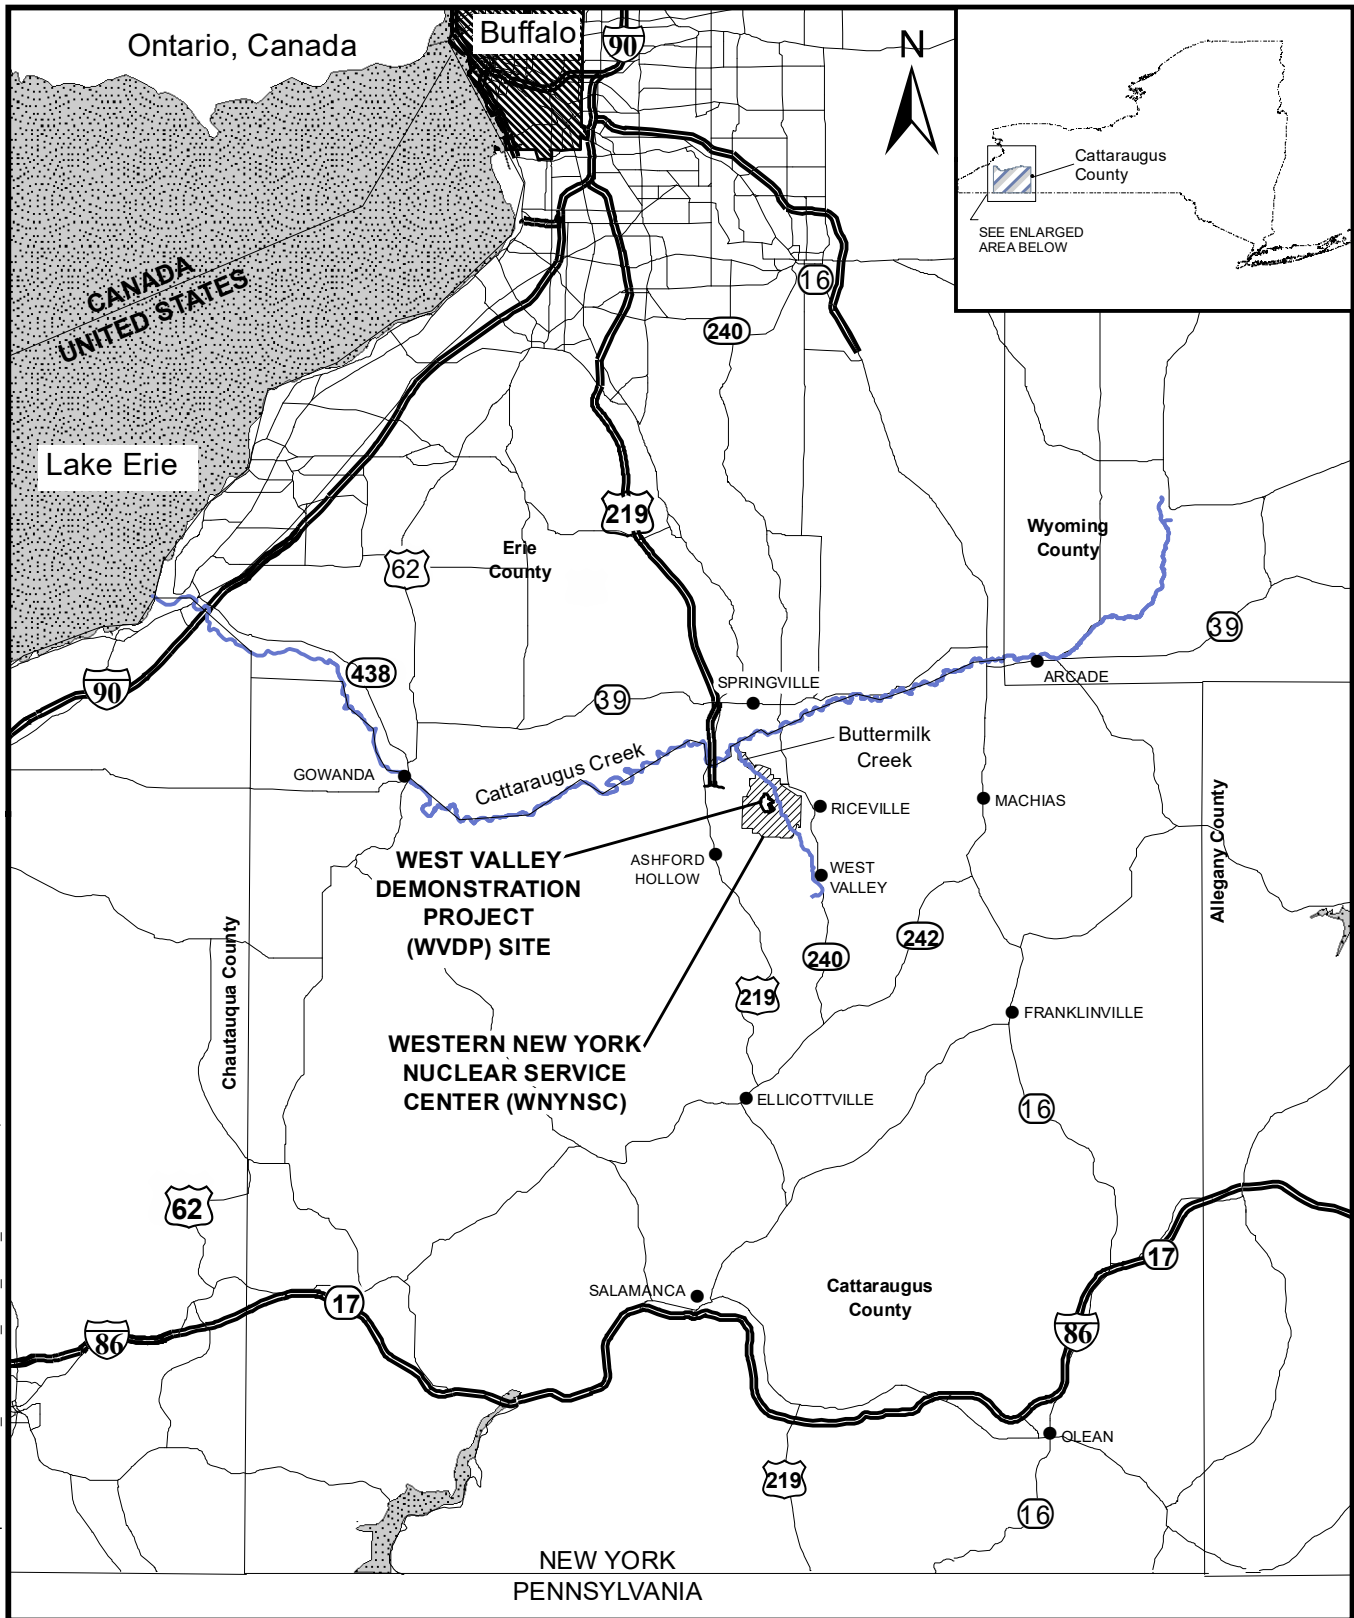 Ontario, Canada
Buffalo
90
N
Cattaraugus
County
SEE ENLARGED
AREA BELOW
CANADA
UNITED STATES
16
240
Lake Erie
219
Erie
County
62
Wyoming
County
39
438
90
SPRINGVILLE
39
ARCADE
Buttermilk
Creek
Cattaraugus Creek
GOWANDA
RICEVILLE
MACHIAS
Allegany County
ASHFORD
HOLLOW
WEST
VALLEY
WEST VALLEY
DEMONSTRATION
PROJECT
(WVDP) SITE
Chautauqua County
242
240
219
FRANKLINVILLE
WESTERN NEW YORK
NUCLEAR SERVICE
CENTER (WNYNSC)
ELLICOTTVILLE
16
62
17
SALAMANCA
Cattaraugus
County
17
86
86
OLEAN
219
16
NEW YORK
PENNSYLVANIA